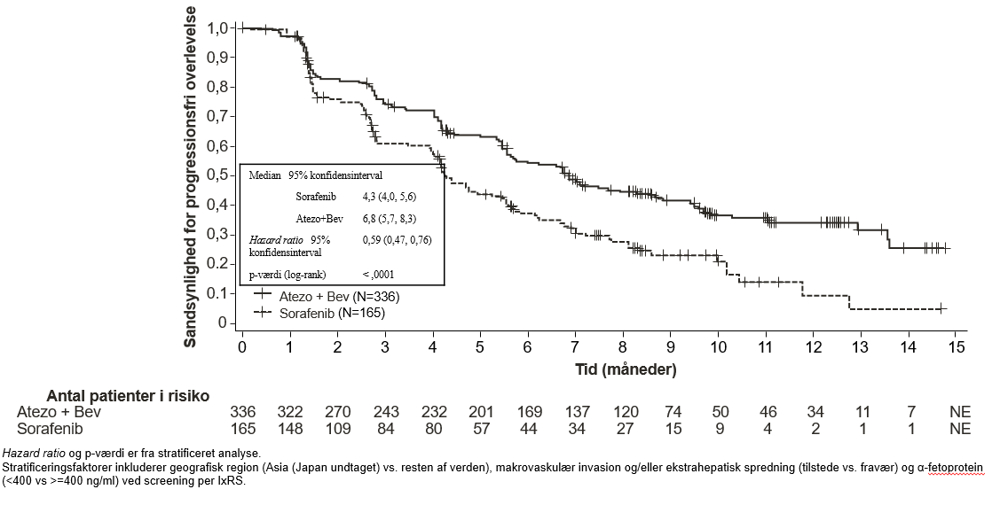 Sandsynlighed for progressionsfri overlevelse
1,0
0,9
0,8
0,7
0,6
0,5
0,4
0,3
0.2
0.1
0
Median 95% konfidensinterval
Sorafenib 4,3 (4,0, 5,6)
Atezo+Bev 6,8 (5,7, 8,3)
Hazard ratio 95% 0,59 (0,47, 0,76)
konfidensinterval
p-værdi (log-rank) < ,0001
Atezo + Bev (N=336)
Sorafenib (N=165)
0 1 2 3 4 5 6 7 8 9 10 11 12 13 14 15
Tid (måneder)
Antal patienter i risiko
Atezo + Bev 336 322 270 243 232 201 169 137 120 74 50 46 34 11 7 NE
Sorafenib 165 148 109 84 80 57 44 34 27 15 9 4 2 1 1 NE
Hazard ratio og p-værdi er fra stratificeret analyse.
Stratificeringsfaktorer inkluderer geografisk region (Asia (Japan undtaget) vs. resten af verden), makrovaskulær invasion og/eller ekstrahepatisk spredning (tilstede vs. fravær) og α-fetoprotein
(<400 vs >=400 ng/ml) ved screening per IxRS.